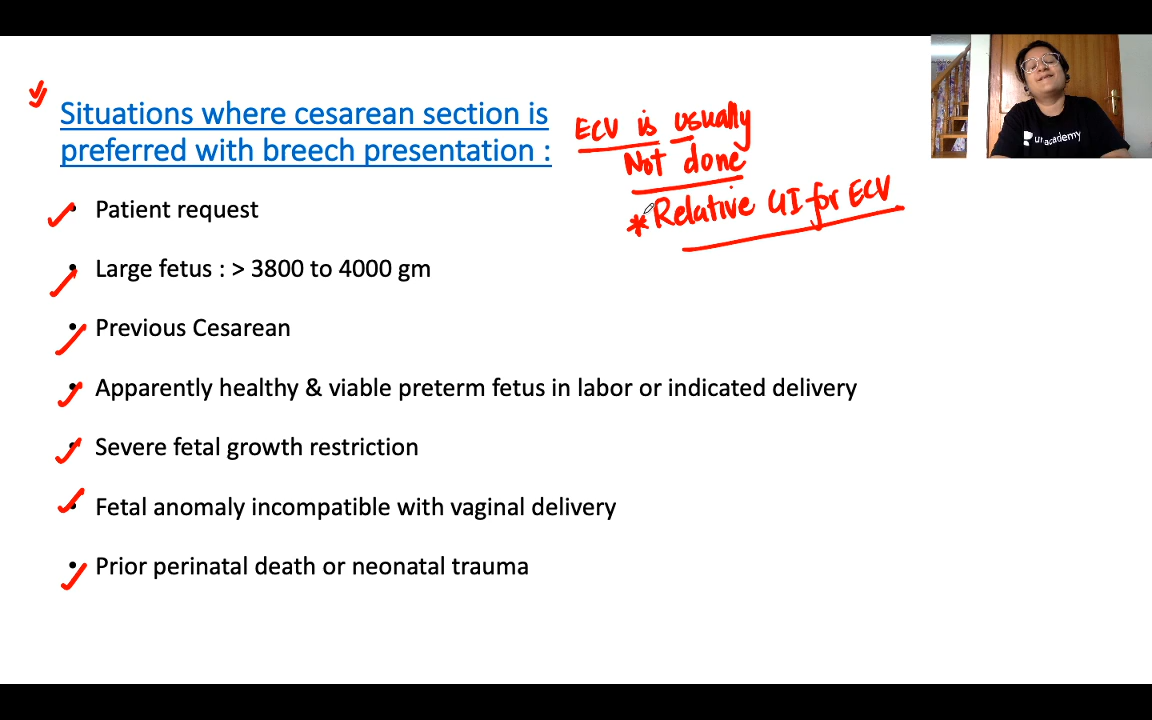 Situations where cesarean section is
preferred with breech presentation :
ECV is usually
Not done
* Relative CI for ECV
• Patient request
• Large fetus : > 3800 to 4000 gm
• Previous Cesarean
• Apparently healthy & viable preterm fetus in labor or indicated delivery
• Severe fetal growth restriction
• Fetal anomaly incompatible with vaginal delivery
• Prior perinatal death or neonatal trauma
unacademy